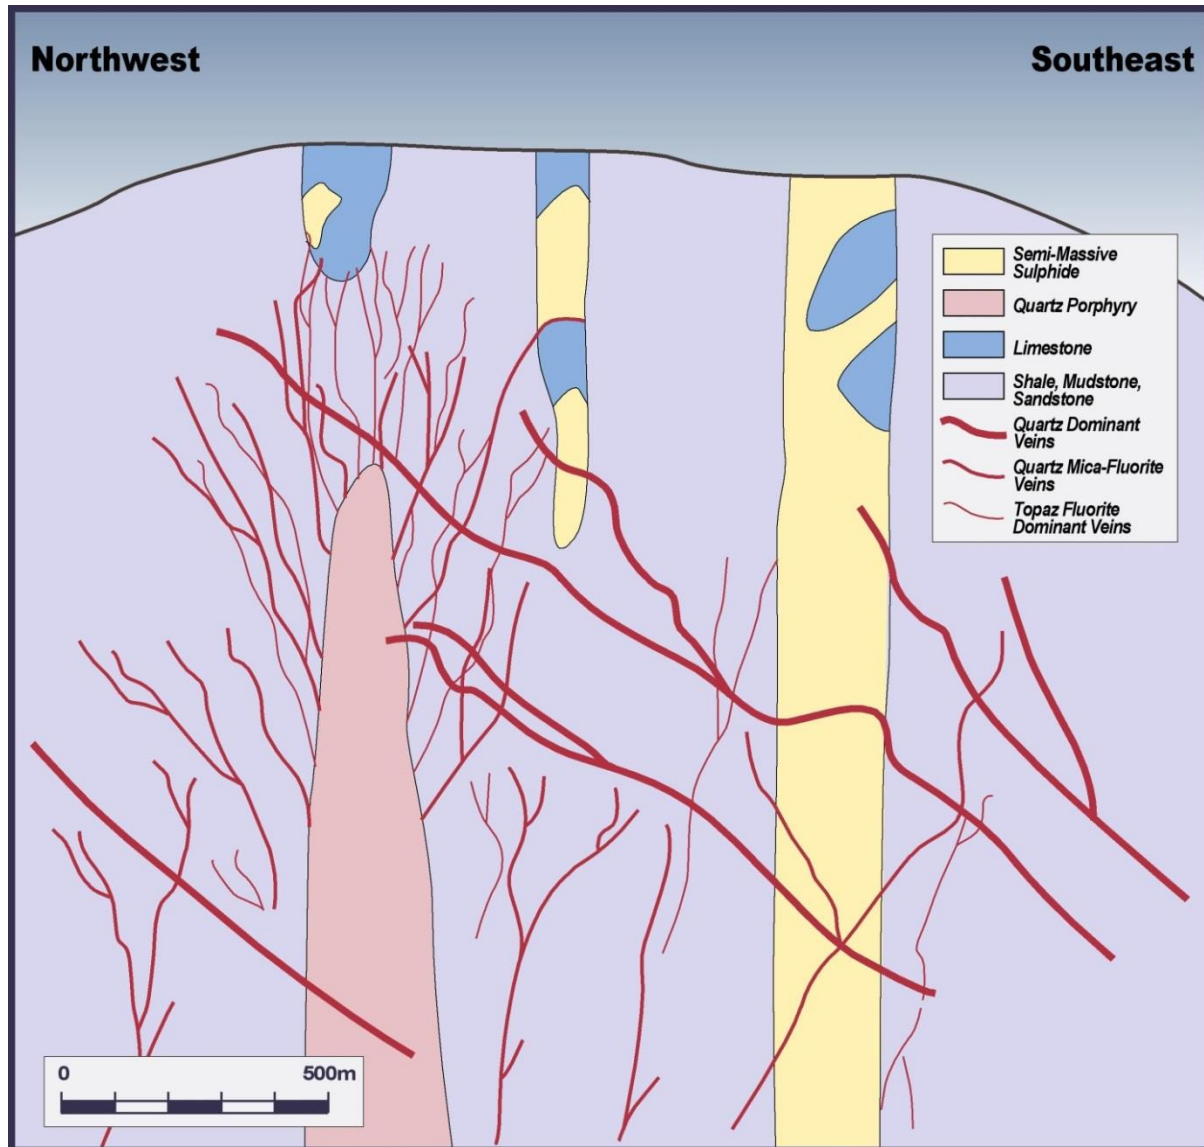 Northwest
Southeast
Semi-Massive
Sulphide
Quartz Porphyry
Limestone
Shale, Mudstone,
Sandstone
Quartz Dominant
Veins
Quartz Mica-Fluorite
Veins
Topaz Fluorite
Dominant Veins
0
500m